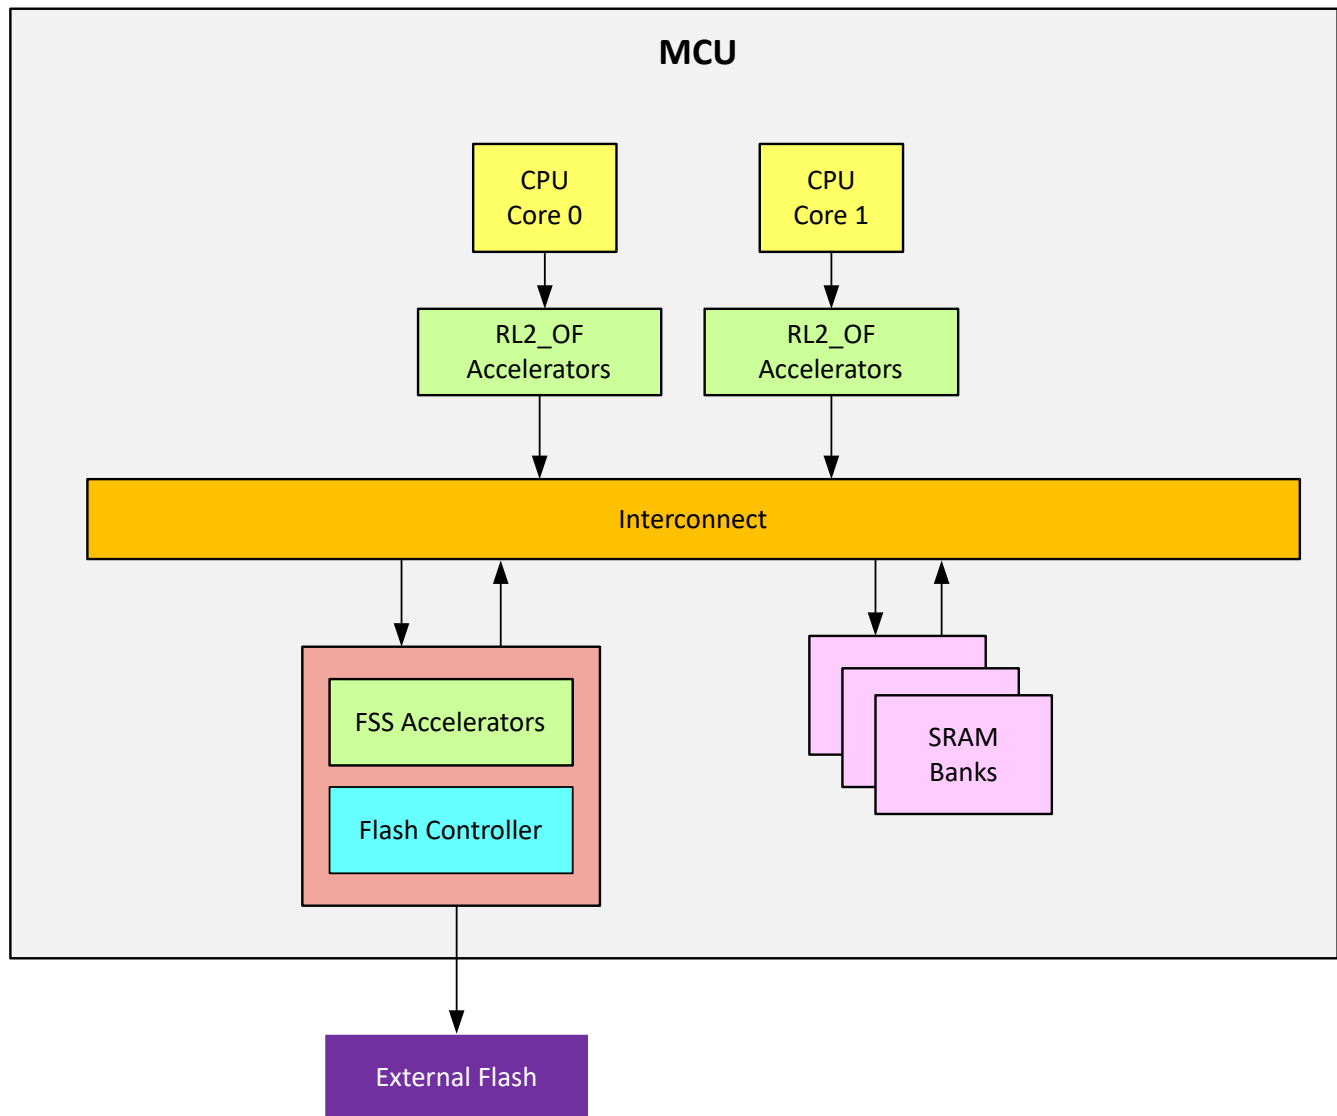 MCU
CPU
Core 0
CPU
Core 1
RL2_OF
Accelerators
RL2_OF
Accelerators
Interconnect
FSS Accelerators
Flash Controller
SRAM
Banks
External Flash